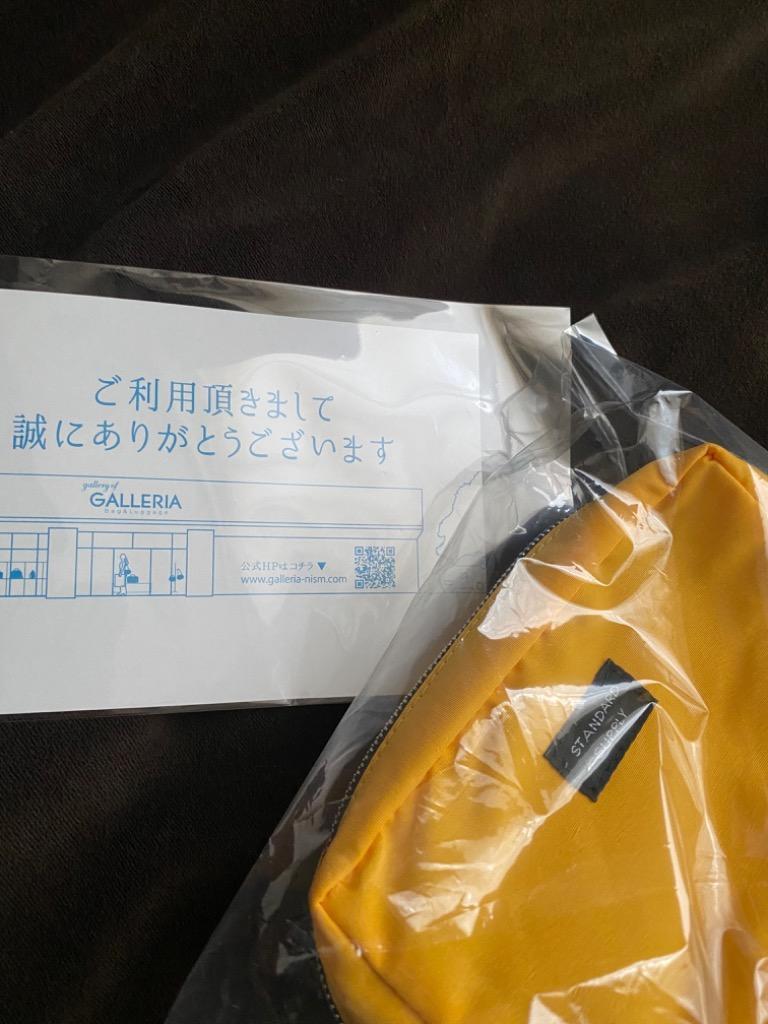 ご利用頂きまして
誠にありがとうございます
gallery of
GALLERIA
bag&luggage
公式HPはコチラ▼
www.galleria-nism.com
STANDARD
SUPPLY